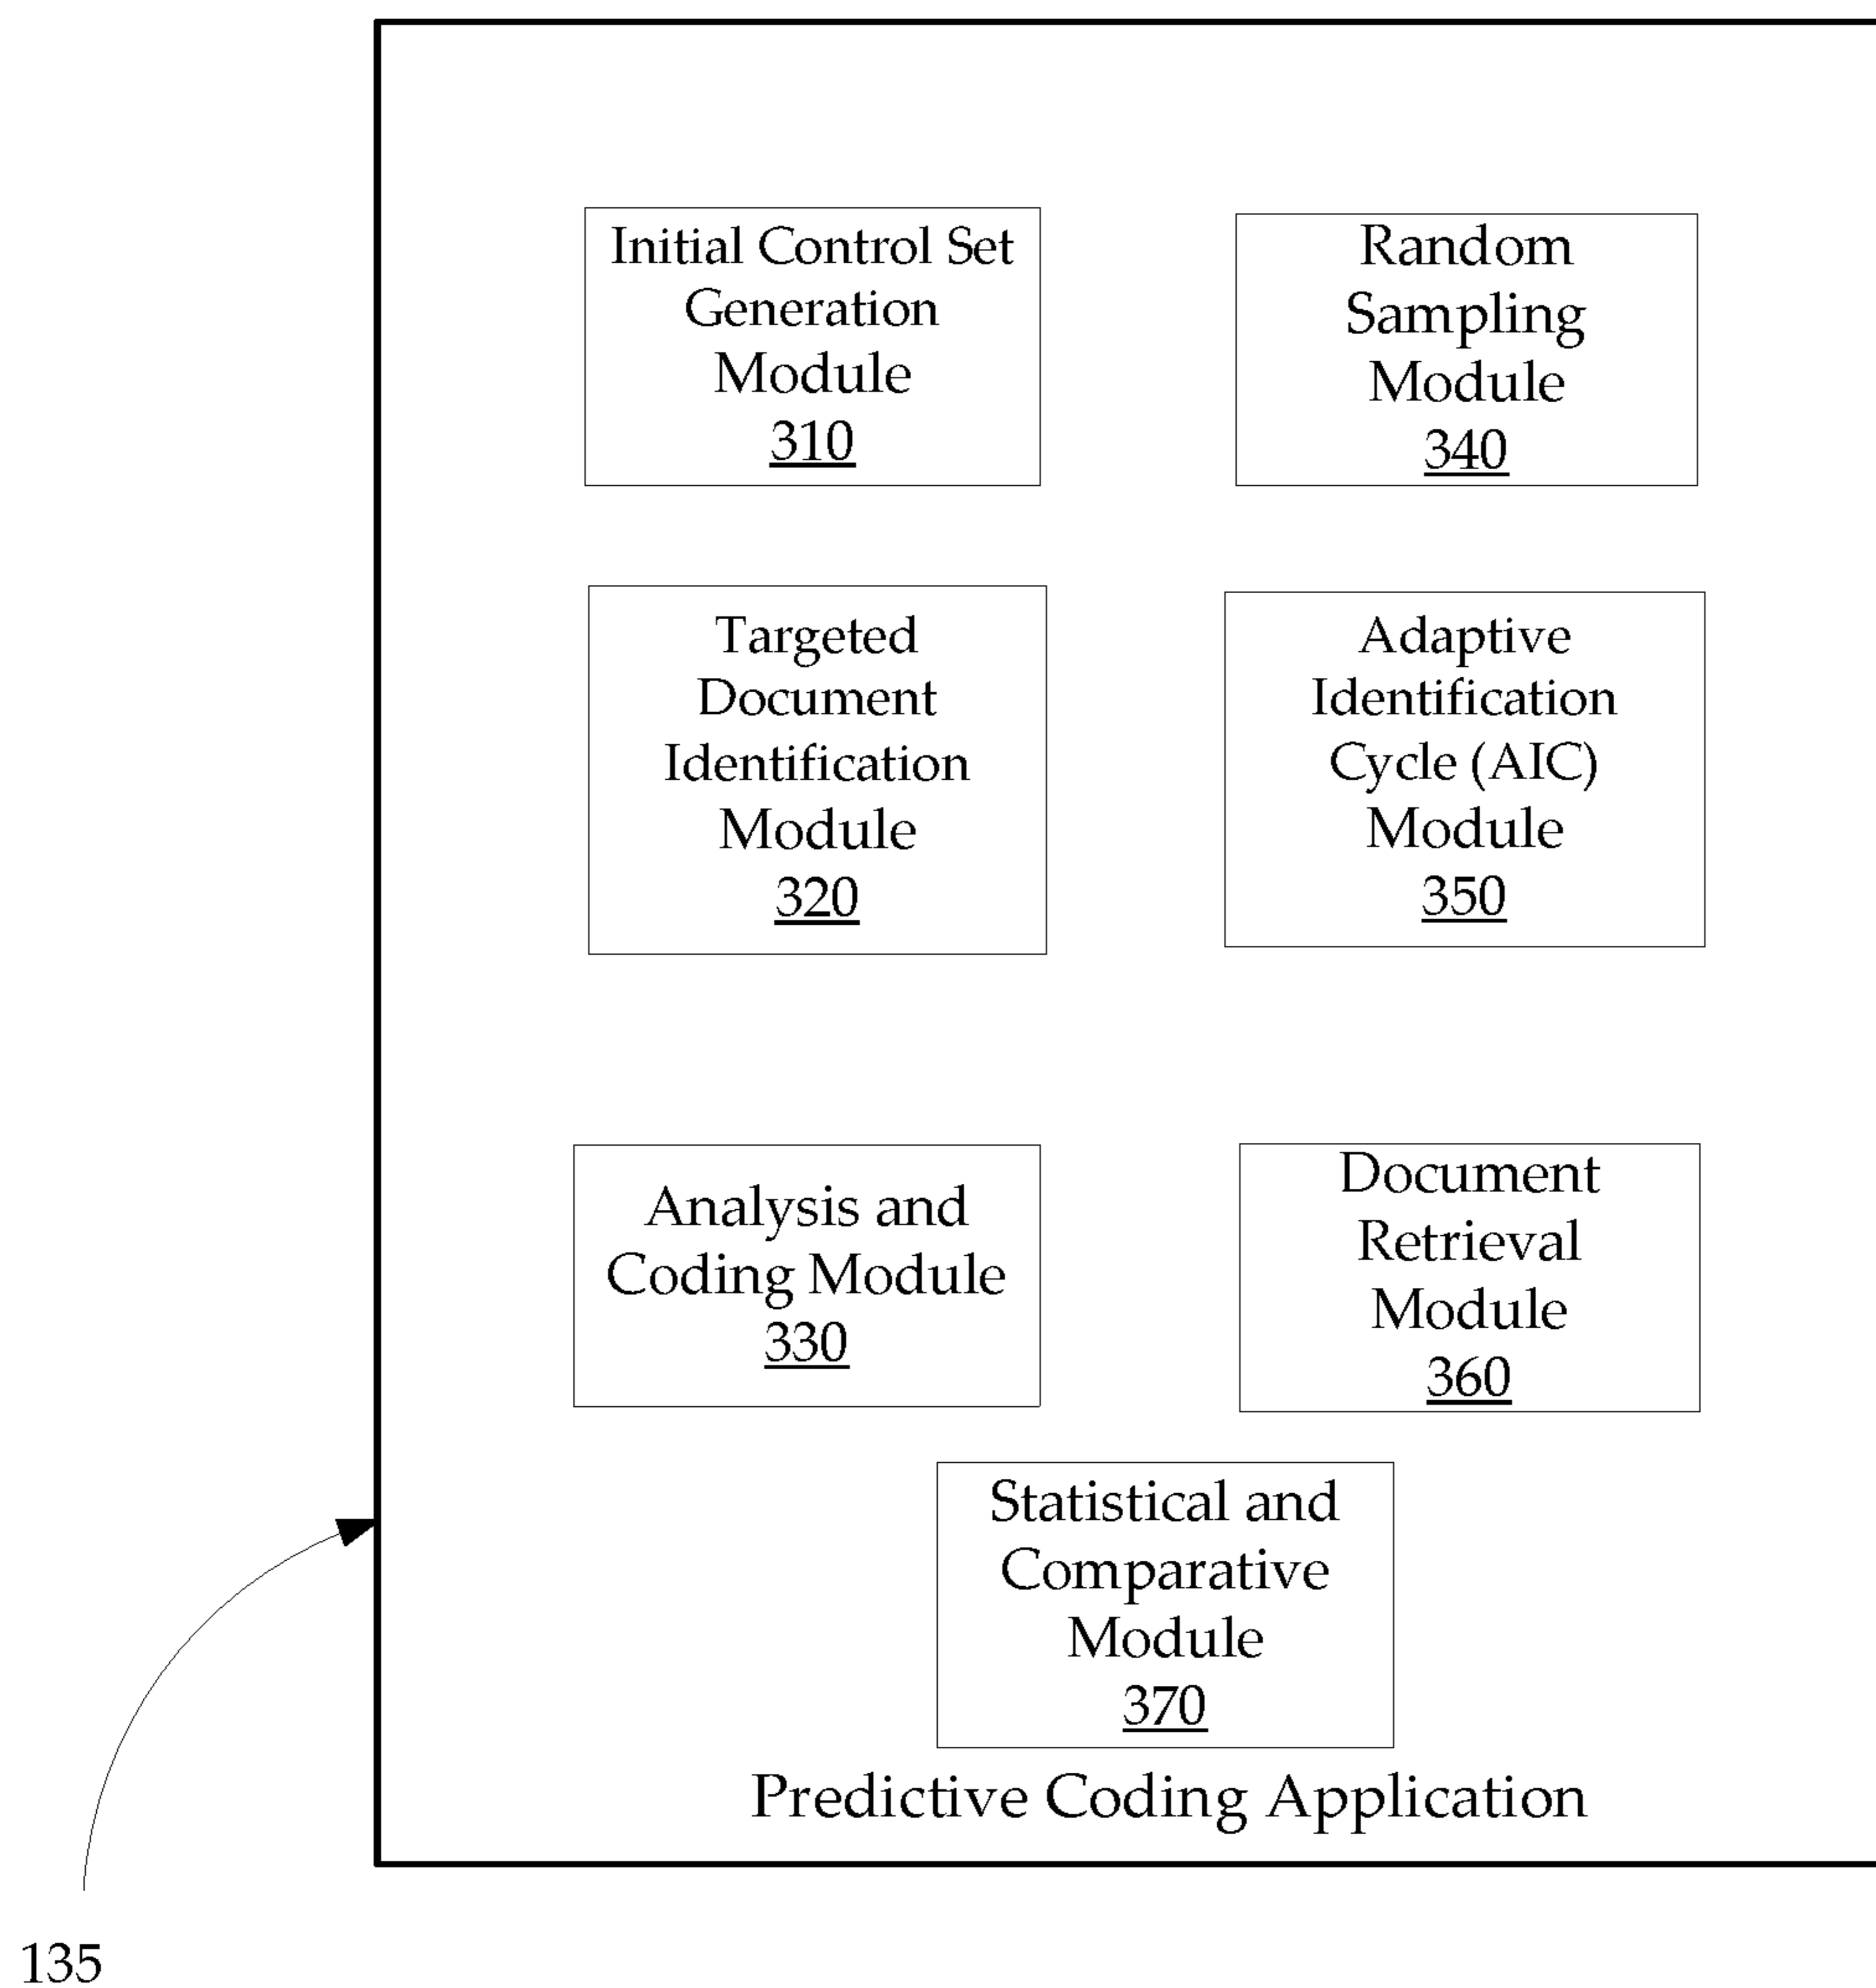 Initial Control Set
Generation
Module
310
Random
Sampling
Module
340
Targeted
Document
Identification
Module
320
Adaptive
Identification
Cycle (AIC)
Module
350
Analysis and
Coding Module
330
Document
Retrieval
Module
360
Statistical and
Comparative
Module
370
Predictive Coding Application
135